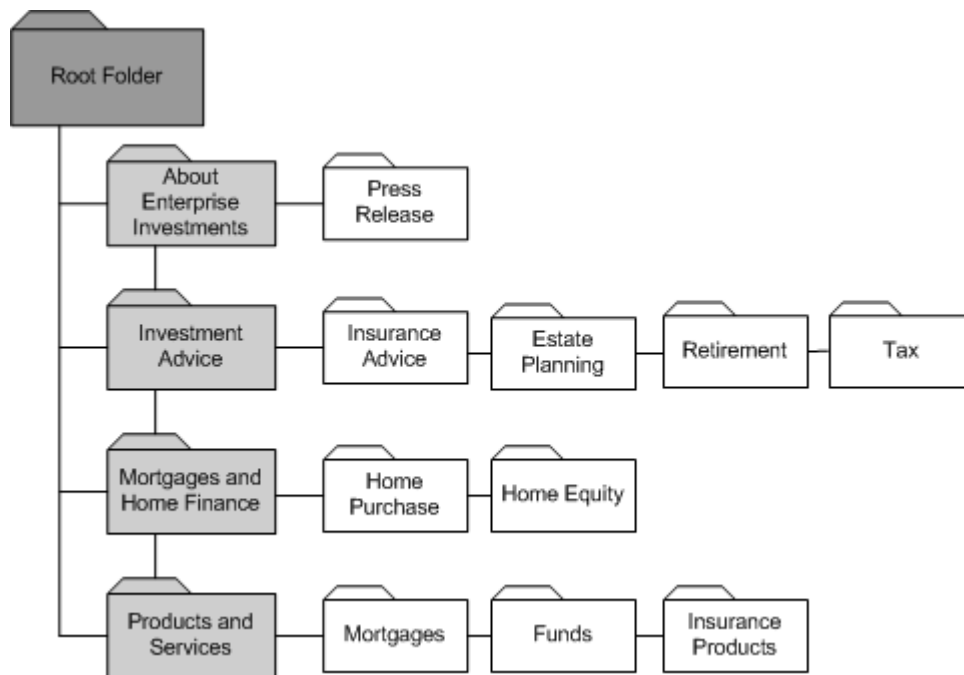 Root Folder
About
Enterprise
Investments
Press
Release
Investment
Advice
Insurance
Advice
Estate
Planning
Retirement
Tax
Mortgages and
Home Finance
Home
Purchase
Home Equity
Products and
Services
Mortgages
Funds
Insurance
Products